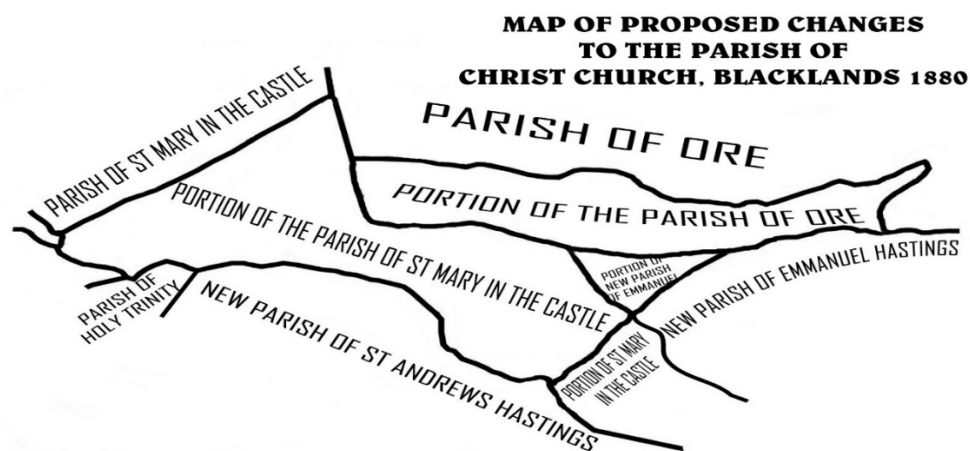 MAP OF PROPOSED CHANGES
TO THE PARISH OF
CHRIST CHURCH, BLACKLANDS 1880
PARISH OF ST MARY IN THE CASTLE
PARISH OF ORE
PORTION OF THE PARISH OF ORE
PORTION OF THE PARISH OF ST MARY IN THE CASTLE
PORTION OF
NEW PARISH
OF EMMANUEL
NEW PARISH OF EMMANUEL HASTINGS
PARISH OF
HOLY TRINITY
NEW PARISH OF ST ANDREWS HASTINGS
PORTION OF ST MARY
IN THE CASTLE